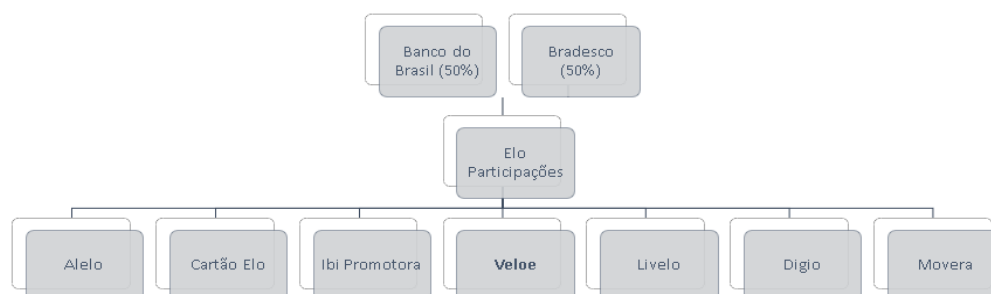 Banco do
Brasil (50%)
Bradesco
(50%)
Elo
Participações
Alelo
Cartão Elo
Ibi Promotora
Veloe
Livelo
Digio
Movera